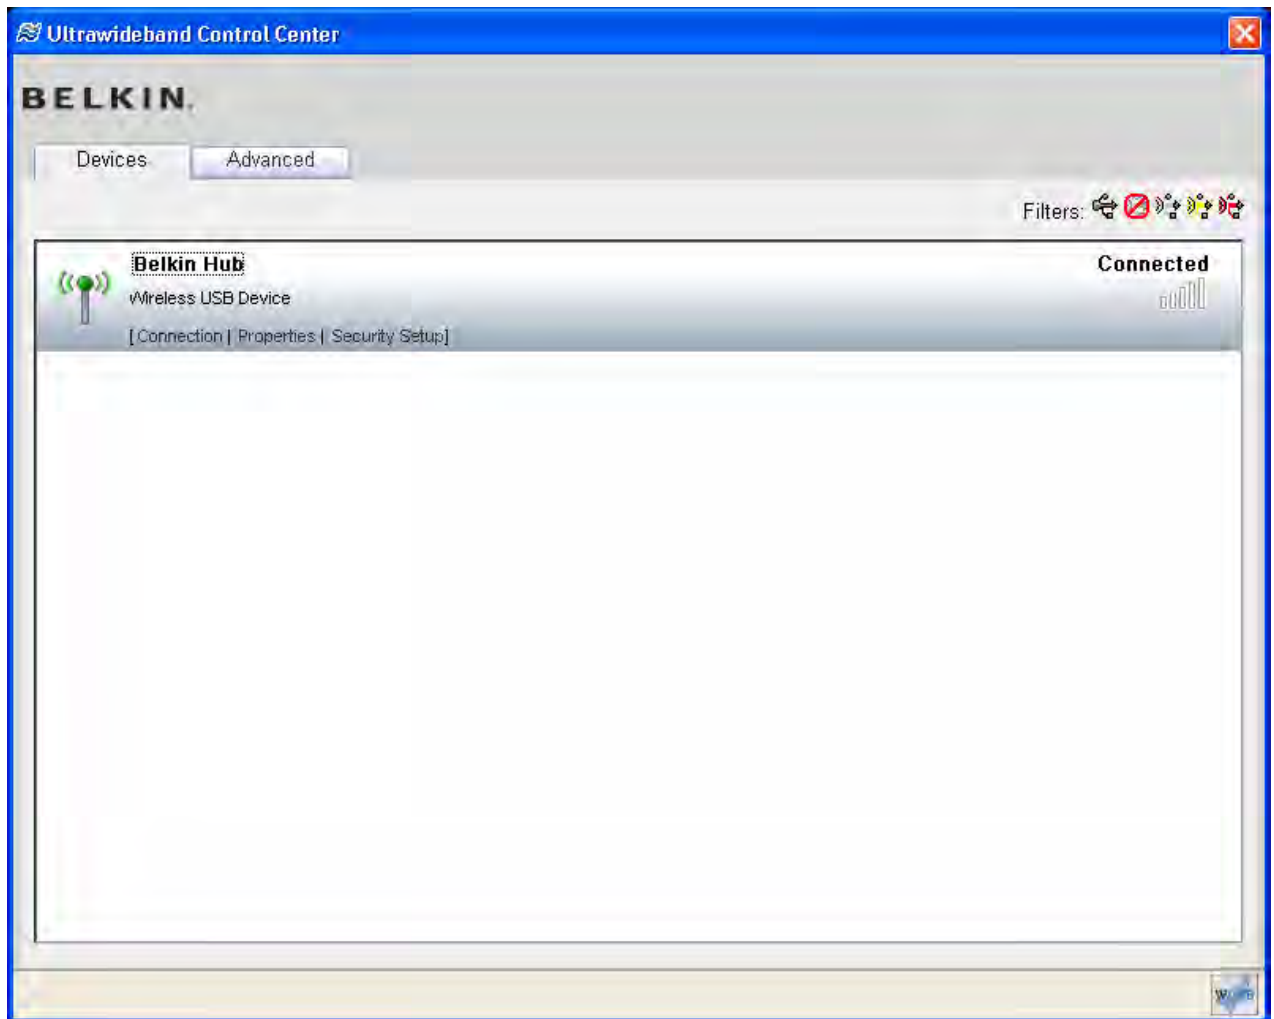 Ultrawideband Control Center
BELKIN.
Devices Advanced
Filters:
Belkin Hub Connected
Wireless USB Device
[ Connection | Properties | Security Setup]